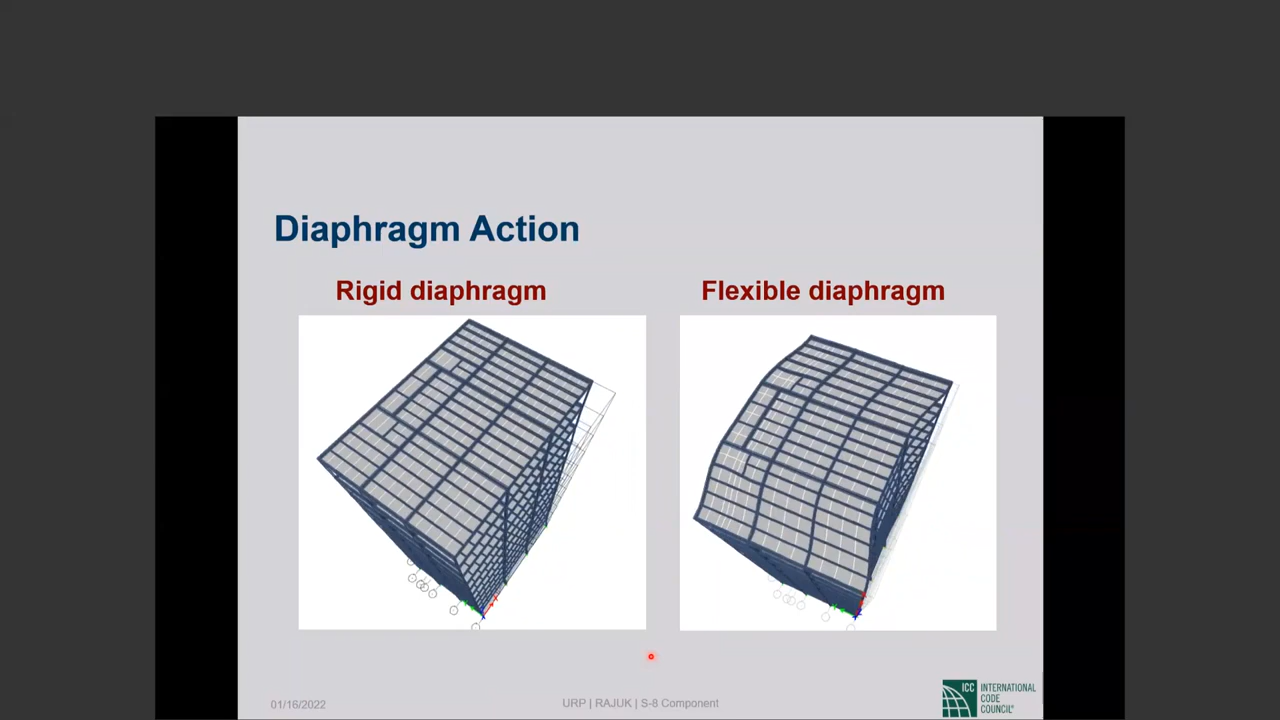 Diaphragm Action
Rigid diaphragm
Flexible diaphragm
01/16/2022
URP | RAJUK | S-8 Component
ICC
INTERNATIONAL
CODE
COUNCIL®